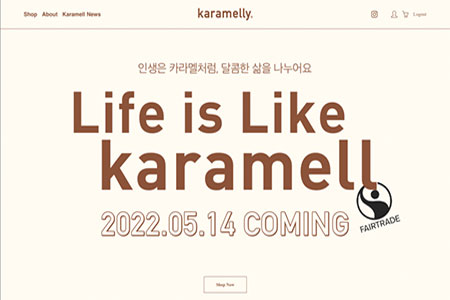 Shop About Karamell News
karamelly.
Logout
인생은 카라멜처럼, 달콤한 삶을 나누어요
Life is Like
karamell
2022.05.14 COMING
FAIRTRADE
Shop Now